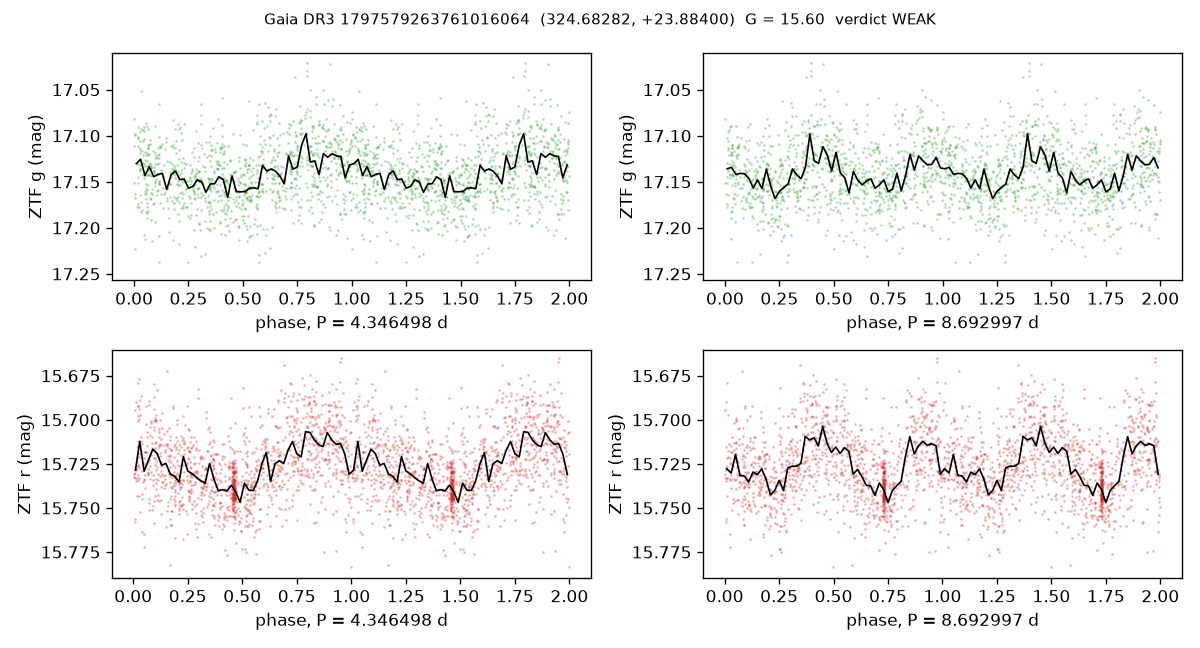 Gaia DR3 1797579263761016064  (324.68282, +23.88400)  G = 15.60  verdict WEAK
ZTF g (mag)
17.05
17.10
17.15
17.20
17.25
0.00 0.25 0.50 0.75 1.00 1.25 1.50 1.75 2.00
phase, P = 4.346498 d
ZTF g (mag)
17.05
17.10
17.15
17.20
17.25
0.00 0.25 0.50 0.75 1.00 1.25 1.50 1.75 2.00
phase, P = 8.692997 d
ZTF r (mag)
15.675
15.700
15.725
15.750
15.775
0.00 0.25 0.50 0.75 1.00 1.25 1.50 1.75 2.00
phase, P = 4.346498 d
ZTF r (mag)
15.675
15.700
15.725
15.750
15.775
0.00 0.25 0.50 0.75 1.00 1.25 1.50 1.75 2.00
phase, P = 8.692997 d